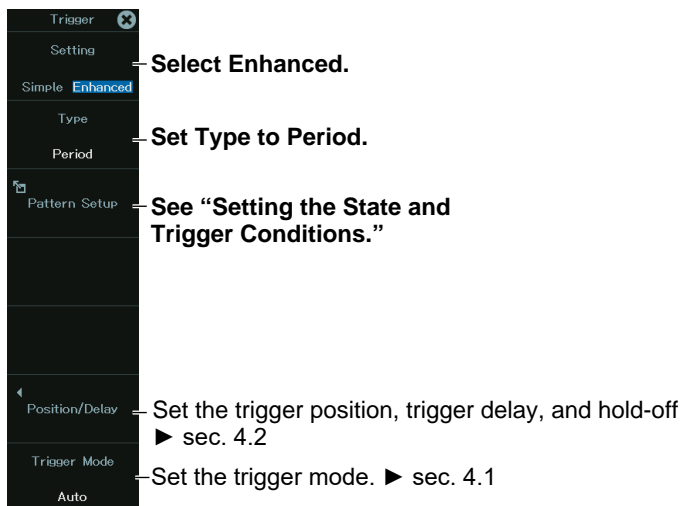 Trigger
Setting
Simple Enhanced
Select Enhanced.
Type
Period
Set Type to Period.
Pattern Setup
See “Setting the State and
Trigger Conditions.”
Position/Delay
Set the trigger position, trigger delay, and hold-off
► sec. 4.2
Trigger Mode
Auto
Set the trigger mode. ► sec. 4.1